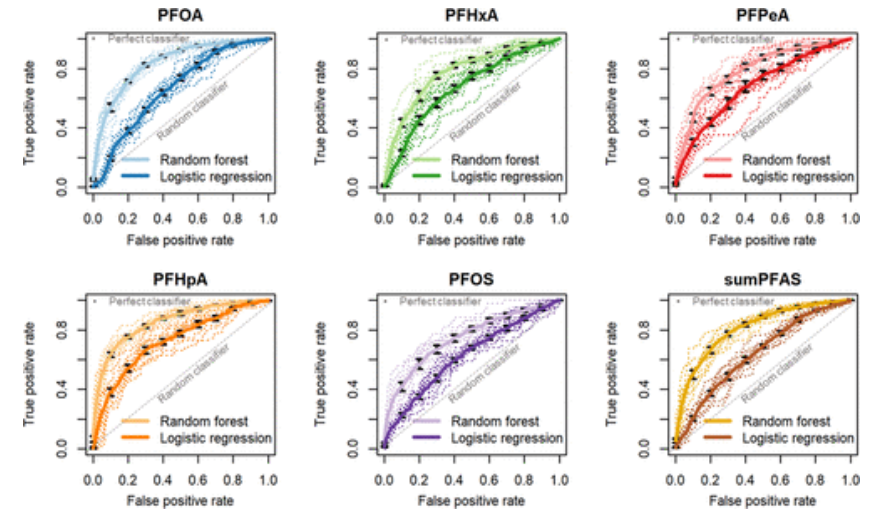 PFOA
Perfect classifier
Random classifier
Random forest
Logistic regression
True positive rate
0.0 0.4 0.8
0.0 0.2 0.4 0.6 0.8 1.0
False positive rate
PFHxA
Perfect classifier
Random classifier
Random forest
Logistic regression
True positive rate
0.0 0.4 0.8
0.0 0.2 0.4 0.6 0.8 1.0
False positive rate
PFPeA
Perfect classifier
Random classifier
Random forest
Logistic regression
True positive rate
0.0 0.4 0.8
0.0 0.2 0.4 0.6 0.8 1.0
False positive rate
PFHpA
Perfect classifier
Random classifier
Random forest
Logistic regression
True positive rate
0.0 0.4 0.8
0.0 0.2 0.4 0.6 0.8 1.0
False positive rate
PFOS
Perfect classifier
Random classifier
Random forest
Logistic regression
True positive rate
0.0 0.4 0.8
0.0 0.2 0.4 0.6 0.8 1.0
False positive rate
sumPFAS
Perfect classifier
Random classifier
Random forest
Logistic regression
True positive rate
0.0 0.4 0.8
0.0 0.2 0.4 0.6 0.8 1.0
False positive rate